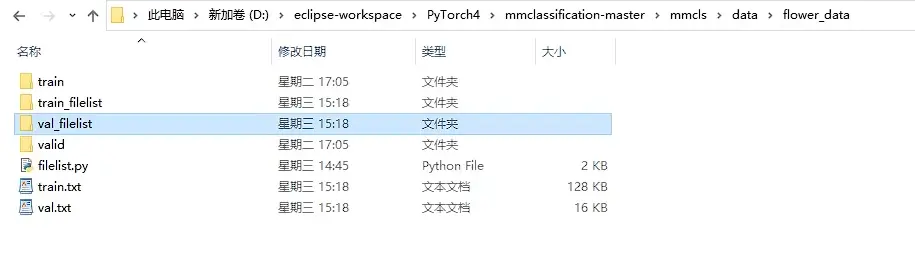 此电脑 > 新加卷 (D:) > eclipse-workspace > PyTorch4 > mmclassification-master > mmcls > data > flower_data
名称 修改日期 类型 大小
train 星期二 17:05 文件夹
train_filelist 星期三 15:18 文件夹
val_filelist 星期三 15:18 文件夹
valid 星期二 17:05 文件夹
filelist.py 星期三 14:45 Python File 2 KB
train.txt 星期三 15:18 文本文档 128 KB
val.txt 星期三 15:18 文本文档 16 KB